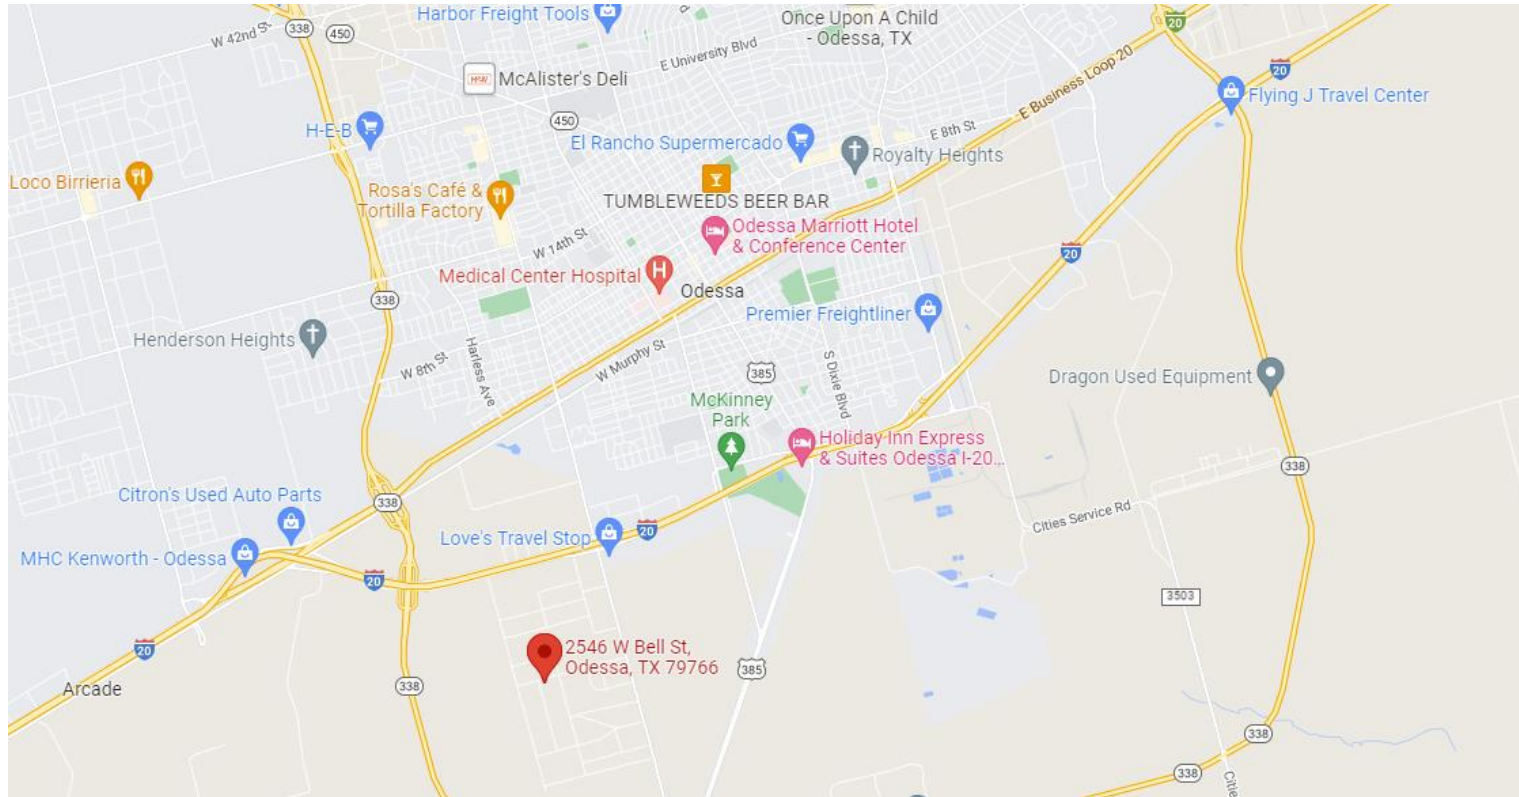 Harbor Freight Tools
Once Upon A Child
- Odessa, TX
20
W 42nd St
338
450
E University Blvd
McAlister's Deli
20
E Business Loop 20
Flying J Travel Center
450
H-E-B
El Rancho Supermercado
E 8th St
Royalty Heights
Loco Birrieria
Rosa's Café &
Tortilla Factory
TUMBLEWEEDS BEER BAR
W 14th St
Odessa Marriott Hotel
& Conference Center
20
Medical Center Hospital
H
Odessa
338
Premier Freightliner
Henderson Heights
W 8th St
Harless Ave
W Murphy St
385
S Dixie Blvd
Dragon Used Equipment
McKinney
Park
Holiday Inn Express
& Suites Odessa I-20...
338
Citron's Used Auto Parts
338
Cities Service Rd
Love's Travel Stop
20
MHC Kenworth - Odessa
20
3503
20
2546 W Bell St,
Odessa, TX 79766
385
Arcade
338
338
338